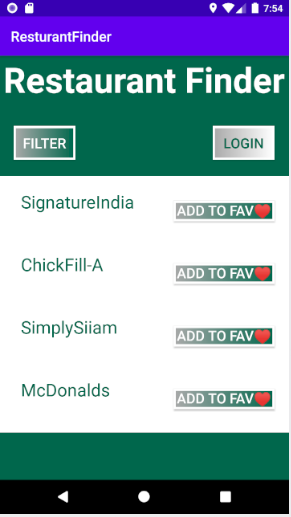 7:54
ResturantFinder
Restaurant Finder
FILTER LOGIN
SignatureIndia ADD TO FAV❤️
ChickFill-A ADD TO FAV❤️
SimplySiiam ADD TO FAV❤️
McDonalds ADD TO FAV❤️